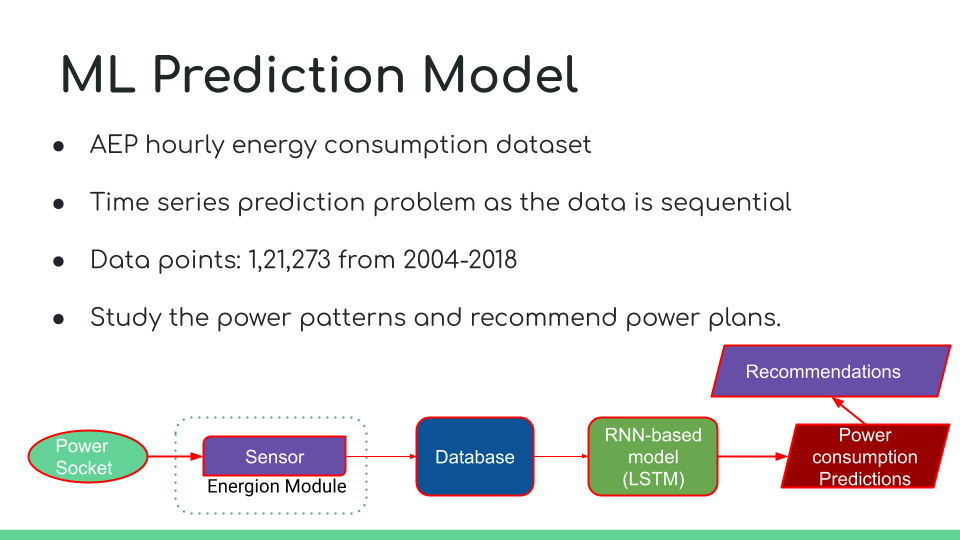 ML Prediction Model
● AEP hourly energy consumption dataset
● Time series prediction problem as the data is sequential
● Data points: 1,21,273 from 2004-2018
● Study the power patterns and recommend power plans.
Recommendations
Power
Socket
Sensor
Energion Module
Database
RNN-based
model
(LSTM)
Power
consumption
Predictions